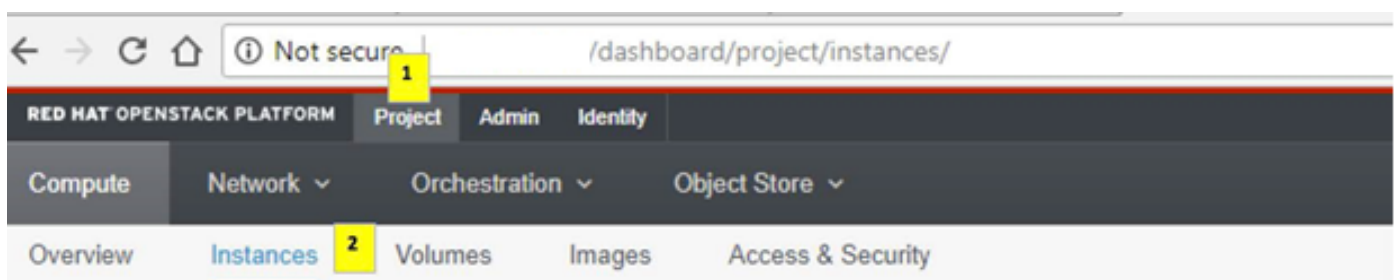 Not secure /dashboard/project/instances/
1
RED HAT OPENSTACK PLATFORM Project Admin Identity
Compute Network Orchestration Object Store
Overview Instances 2 Volumes Images Access & Security